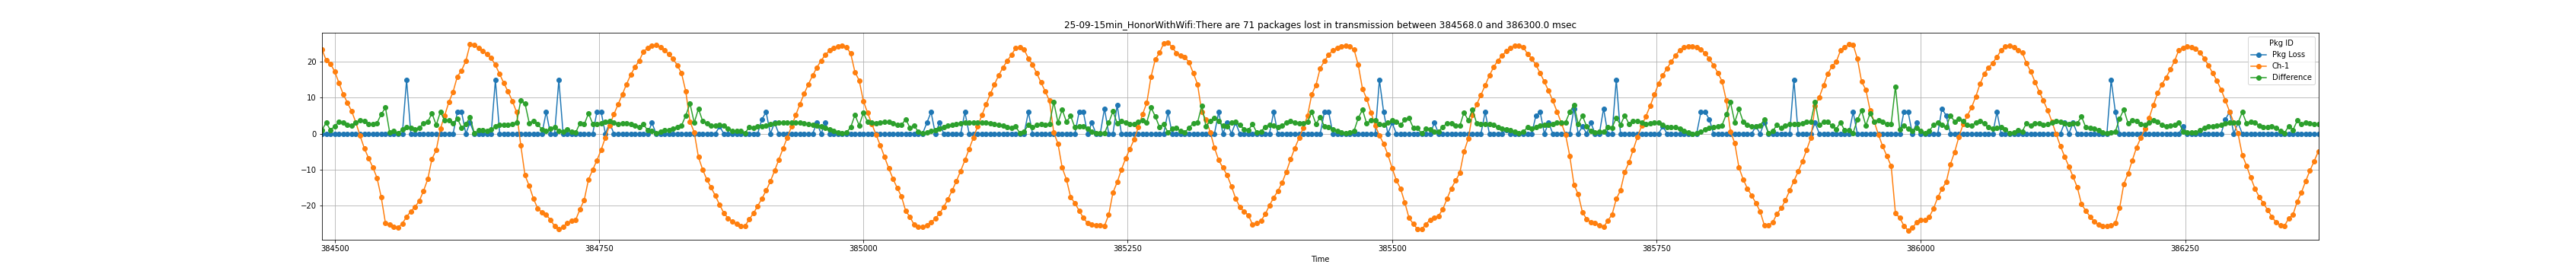 25-09-15min_HonorWithWifi:There are 71 packages lost in transmission between 384568.0 and 386300.0 msec
Pkg ID
Pkg Loss
Ch-1
Difference
20
10
0
−10
−20
384500 384750 385000 385250 385500 385750 386000 386250
Time